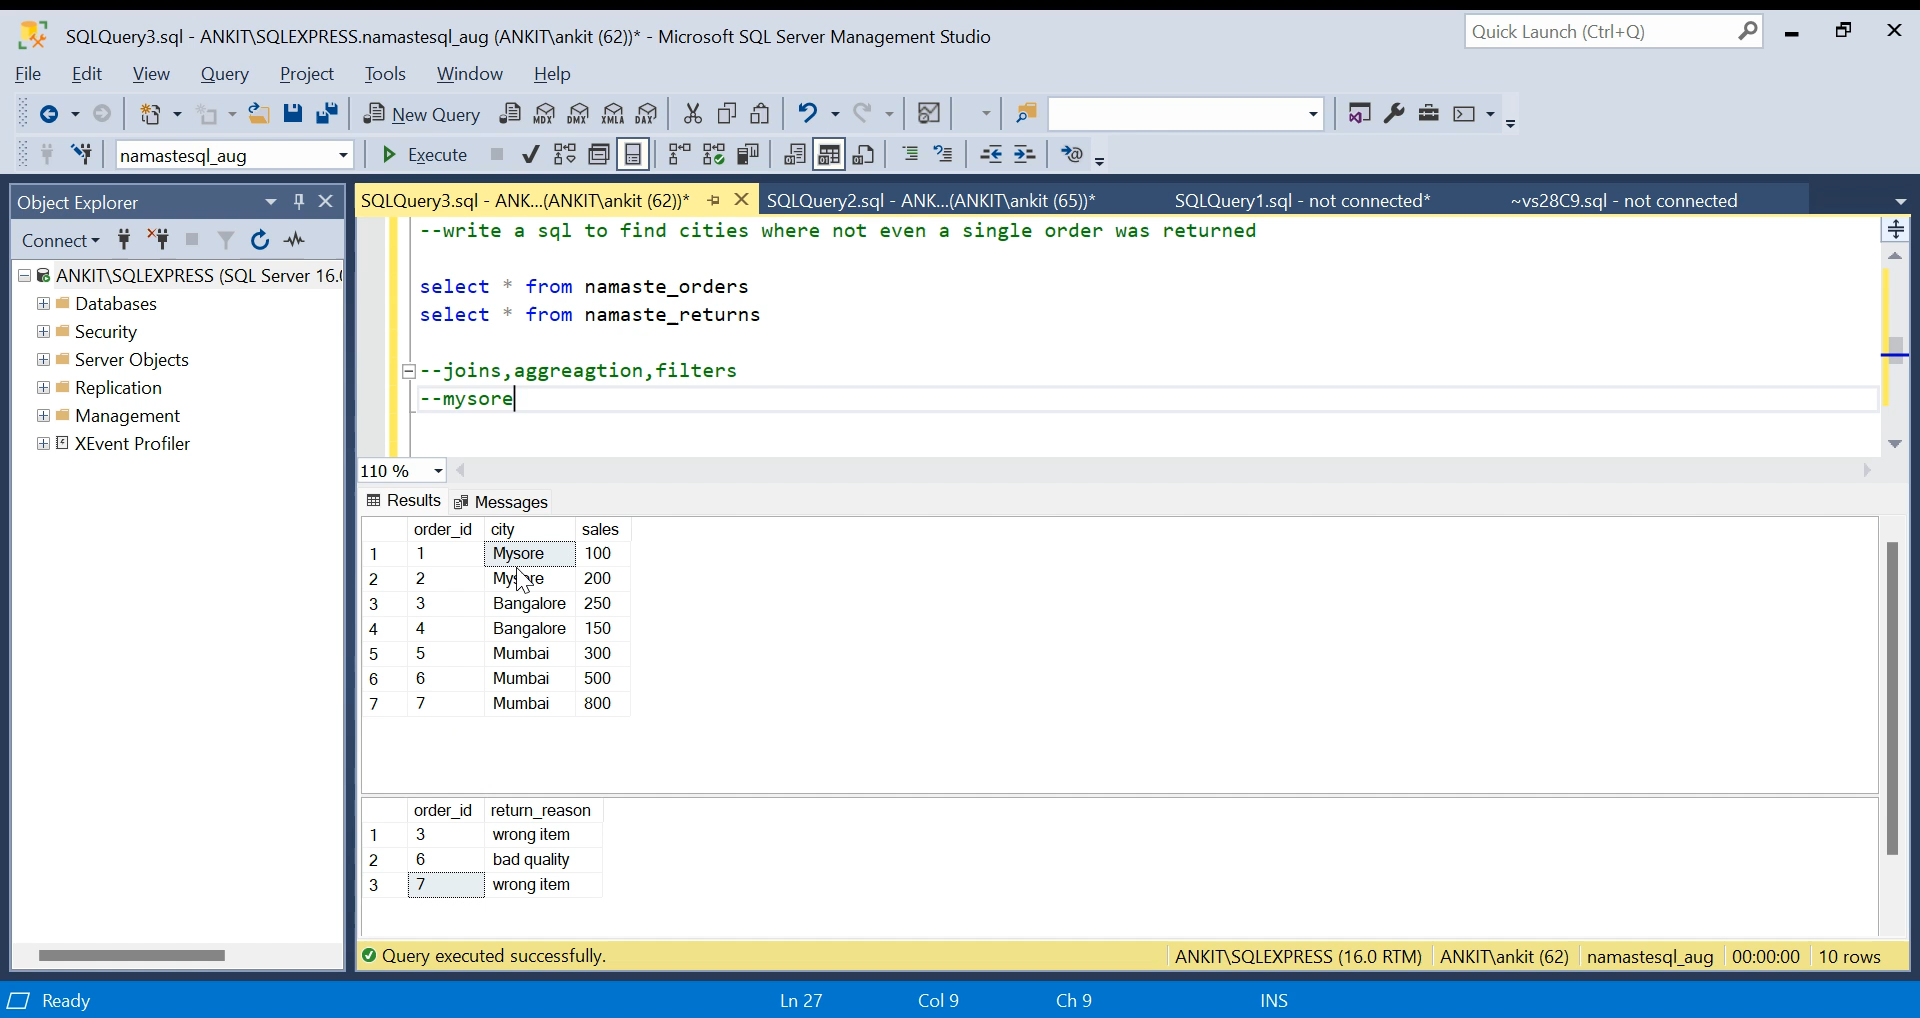 SQLQuery3.sql - ANKIT\SQLEXPRESS.namastesql_aug (ANKIT\ankit (62))* - Microsoft SQL Server Management Studio
Quick Launch (Ctrl+Q)
File Edit View Query Project Tools Window Help
New Query MDX DMX XMLA DAX
namastesql_aug Execute
Object Explorer
SQLQuery3.sql - ANK...(ANKIT\ankit (62))* SQLQuery2.sql - ANK...(ANKIT\ankit (65))* SQLQuery1.sql - not connected* ~vs28C9.sql - not connected
Connect
ANKIT\SQLEXPRESS (SQL Server 16.0
Databases
Security
Server Objects
Replication
Management
XEvent Profiler
--write a sql to find cities where not even a single order was returned
select * from namaste_orders
select * from namaste_returns
--joins,aggreagtion,filters
--mysore
110 %
Results Messages
order_id city sales
1 1 Mysore 100
2 2 Mysore 200
3 3 Bangalore 250
4 4 Bangalore 150
5 5 Mumbai 300
6 6 Mumbai 500
7 7 Mumbai 800
order_id return_reason
1 3 wrong item
2 6 bad quality
3 7 wrong item
Query executed successfully. ANKIT\SQLEXPRESS (16.0 RTM) ANKIT\ankit (62) namastesql_aug 00:00:00 10 rows
Ready Ln 27 Col 9 Ch 9 INS